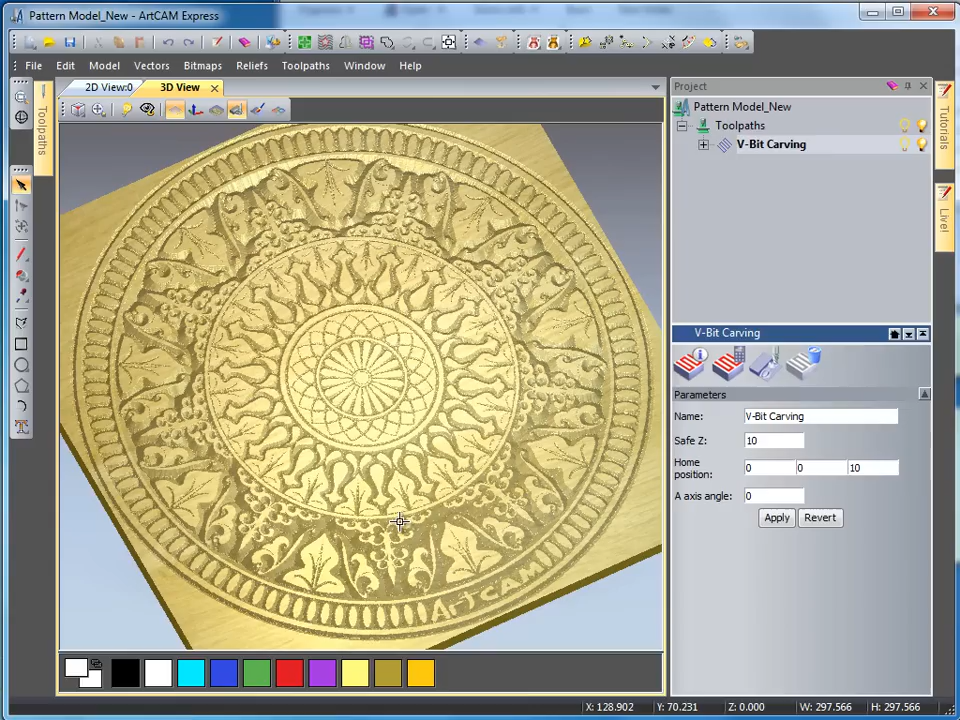 Pattern Model_New - ArtCAM Express
File Edit Model Vectors Bitmaps Reliefs Toolpaths Window Help
2D View:0
3D View
Toolpaths
ArtCAM
Project
Pattern Model_New
Toolpaths
V-Bit Carving
Tutorials
Live!
V-Bit Carving
Parameters
Name: V-Bit Carving
Safe Z: 10
Home position: 0 0 10
A axis angle: 0
Apply Revert
X: 128.902 Y: 70.231 Z: 0.000 W: 297.566 H: 297.566